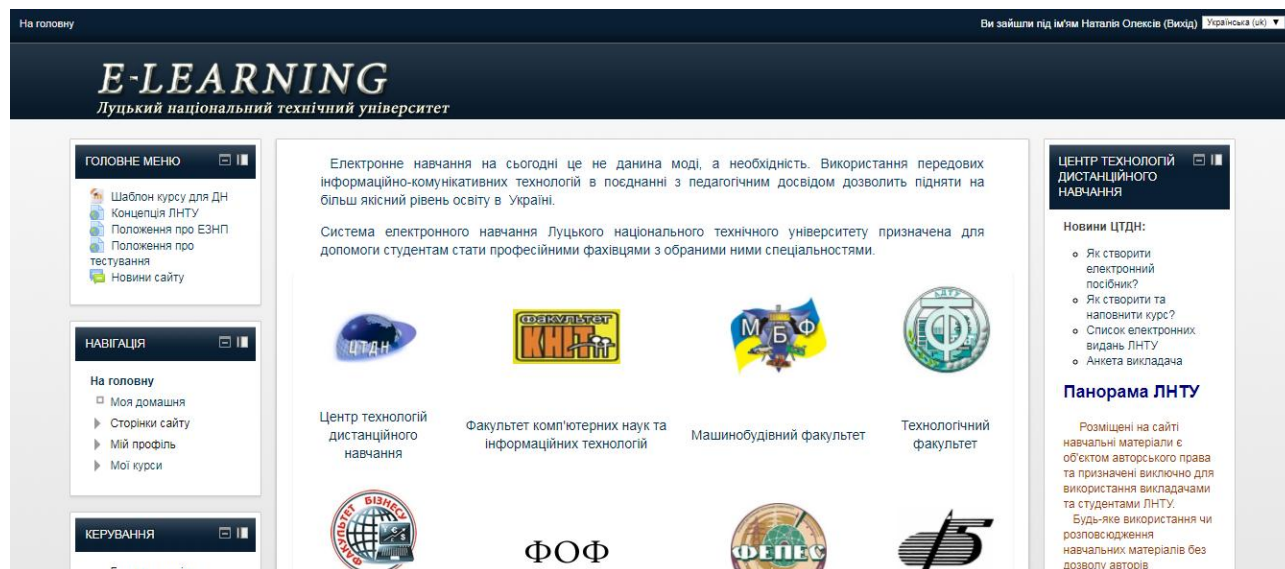 На головну
Ви зайшли під ім'ям Наталія Олексів (Вихід) Українська (uk)
E-LEARNING
Луцький національний технічний університет
ГОЛОВНЕ МЕНЮ
Шаблон курсу для ДН
Концепція ЛНТУ
Положення про ЕЗНП
Положення про
тестування
Новини сайту
НАВІГАЦІЯ
На головну
Моя домашня
Сторінки сайту
Мій профіль
Мої курси
КЕРУВАННЯ
Електронне навчання на сьогодні це не данина моді, а необхідність. Використання передових
інформаційно-комунікативних технологій в поєднанні з педагогічним досвідом дозволить підняти на
більш якісний рівень освіту в Україні.
Система електронного навчання Луцького національного технічного університету призначена для
допомоги студентам стати професійними фахівцями з обраними ними спеціальностями.
ЦТДН
ФАКУЛЬТЕТ
КНІТ
МБФ
ЛДТУ
Центр технологій
дистанційного
навчання
Факультет комп'ютерних наук та
інформаційних технологій
Машинобудівний факультет
Технологічний
факультет
ФАКУЛЬТЕТ БІЗНЕСУ
ФОФ
ФЕПЕС
ЦЕНТР ТЕХНОЛОГІЙ
ДИСТАНЦІЙНОГО
НАВЧАННЯ
Новини ЦТДН:
Як створити
електронний
посібник?
Як створити та
наповнити курс?
Список електронних
видань ЛНТУ
Анкета викладача
Панорама ЛНТУ
Розміщені на сайті
навчальні матеріали є
об'єктом авторського права
та призначені виключно для
використання викладачами
та студентами ЛНТУ.
Будь-яке використання чи
розповсюдження
навчальних матеріалів без
дозволу авторів